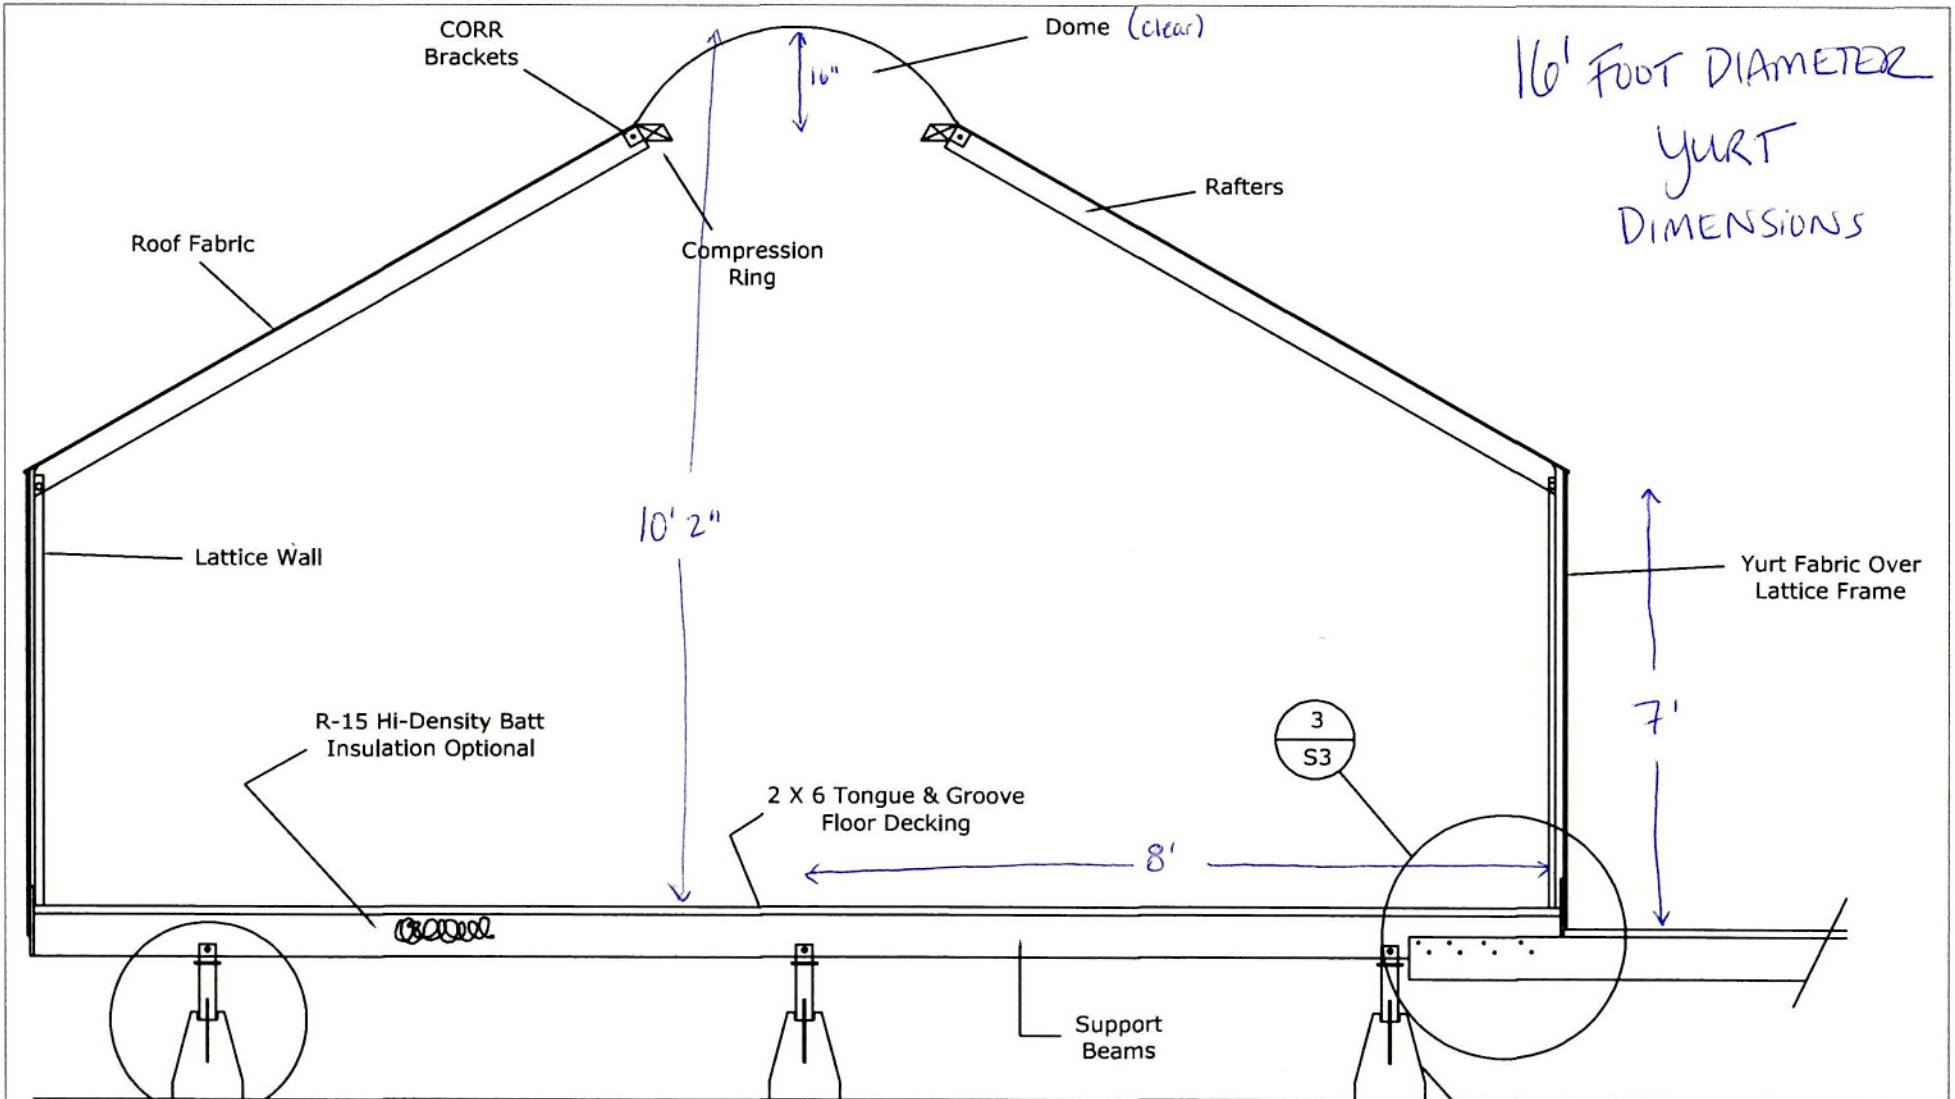 CORR
Brackets
Dome (clear)
16' FOOT DIAMETER
YURT
DIMENSIONS
16"
Rafters
Roof Fabric
Compression
Ring
10' 2"
Lattice Wall
Yurt Fabric Over
Lattice Frame
R-15 Hi-Density Batt
Insulation Optional
3
S3
7'
2 X 6 Tongue & Groove
Floor Decking
8'
Support
Beams